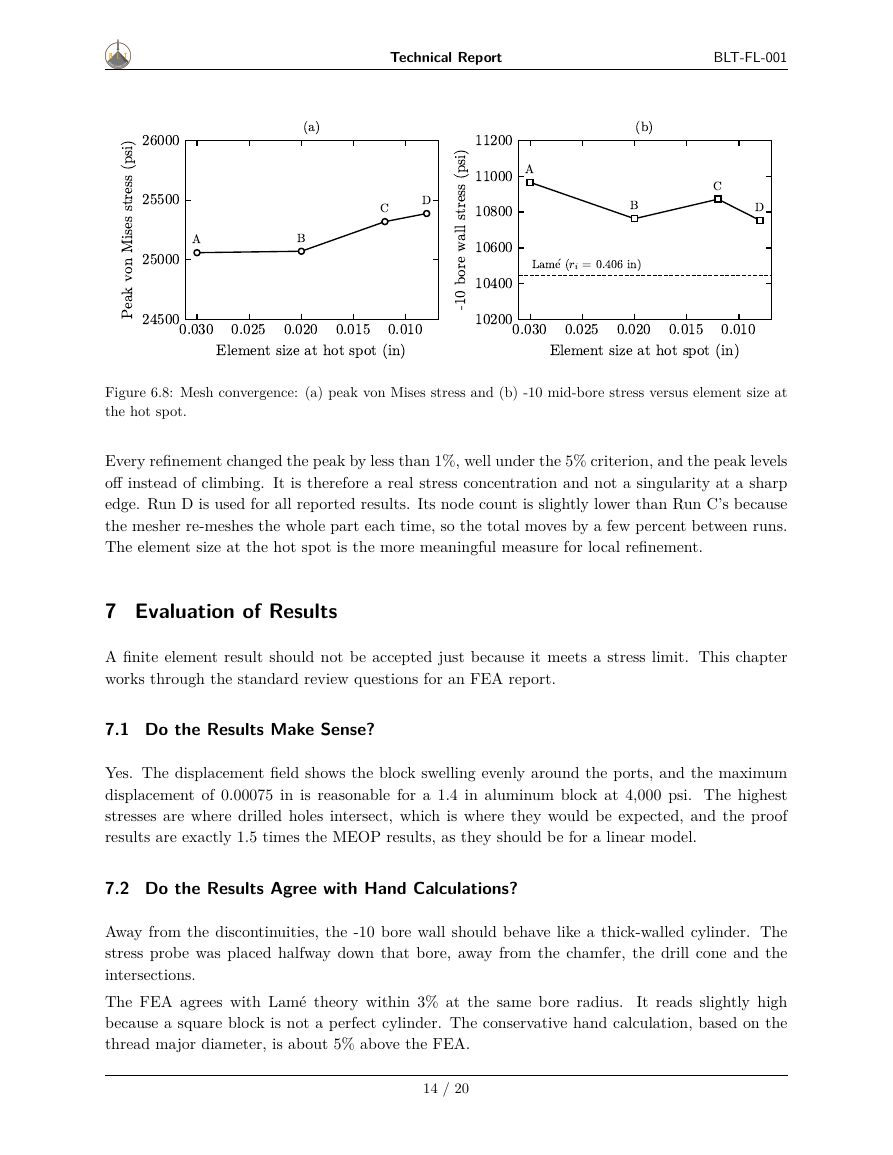 Technical Report
BLT-FL-001
(a)
26000
25500
25000
24500
Peak von Mises stress (psi)
A
B
C
D
0.030 0.025 0.020 0.015 0.010
Element size at hot spot (in)
(b)
11200
11000
10800
10600
10400
10200
-10 bore wall stress (psi)
A
B
C
D
Lamé (ri = 0.406 in)
0.030 0.025 0.020 0.015 0.010
Element size at hot spot (in)
Figure 6.8: Mesh convergence: (a) peak von Mises stress and (b) -10 mid-bore stress versus element size at
the hot spot.
Every refinement changed the peak by less than 1%, well under the 5% criterion, and the peak levels
off instead of climbing. It is therefore a real stress concentration and not a singularity at a sharp
edge. Run D is used for all reported results. Its node count is slightly lower than Run C's because
the mesher re-meshes the whole part each time, so the total moves by a few percent between runs.
The element size at the hot spot is the more meaningful measure for local refinement.
7 Evaluation of Results
A finite element result should not be accepted just because it meets a stress limit. This chapter
works through the standard review questions for an FEA report.
7.1 Do the Results Make Sense?
Yes. The displacement field shows the block swelling evenly around the ports, and the maximum
displacement of 0.00075 in is reasonable for a 1.4 in aluminum block at 4,000 psi. The highest
stresses are where drilled holes intersect, which is where they would be expected, and the proof
results are exactly 1.5 times the MEOP results, as they should be for a linear model.
7.2 Do the Results Agree with Hand Calculations?
Away from the discontinuities, the -10 bore wall should behave like a thick-walled cylinder. The
stress probe was placed halfway down that bore, away from the chamfer, the drill cone and the
intersections.
The FEA agrees with Lamé theory within 3% at the same bore radius. It reads slightly high
because a square block is not a perfect cylinder. The conservative hand calculation, based on the
thread major diameter, is about 5% above the FEA.
14 / 20